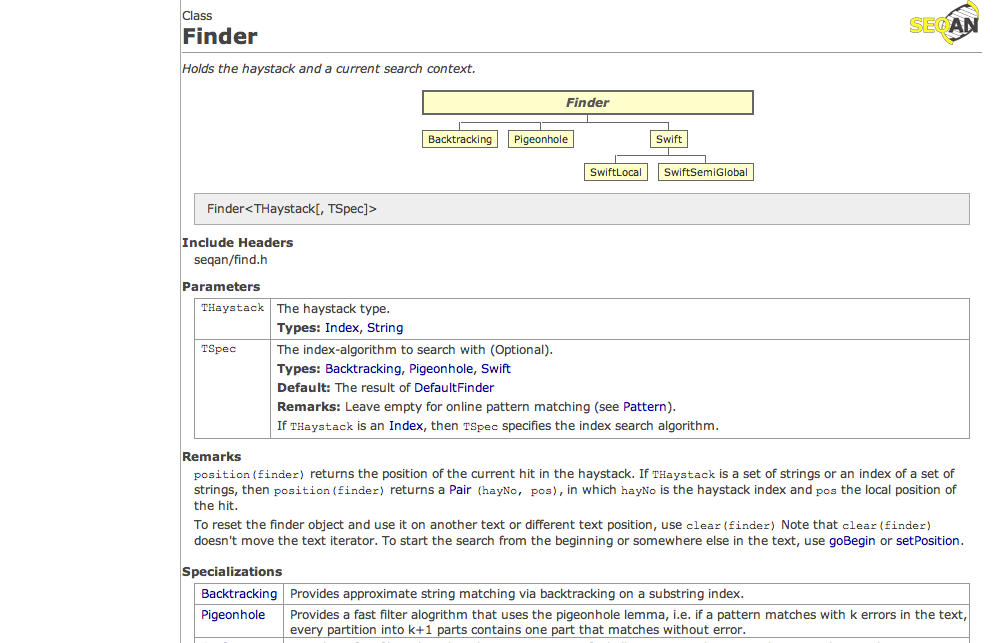 Class
Finder
SEQAN
Holds the haystack and a current search context.
Finder
Backtracking Pigeonhole Swift
SwiftLocal SwiftSemiGlobal
Finder<THaystack[, TSpec]>
Include Headers
seqan/find.h
Parameters
THaystack The haystack type.
Types: Index, String
TSpec The index-algorithm to search with (Optional).
Types: Backtracking, Pigeonhole, Swift
Default: The result of DefaultFinder
Remarks: Leave empty for online pattern matching (see Pattern).
If THaystack is an Index, then TSpec specifies the index search algorithm.
Remarks
position(finder) returns the position of the current hit in the haystack. If THaystack is a set of strings or an index of a set of
strings, then position(finder) returns a Pair (hayNo, pos), in which hayNo is the haystack index and pos the local position of
the hit.
To reset the finder object and use it on another text or different text position, use clear(finder) Note that clear(finder)
doesn't move the text iterator. To start the search from the beginning or somewhere else in the text, use goBegin or setPosition.
Specializations
Backtracking Provides approximate string matching via backtracking on a substring index.
Pigeonhole Provides a fast filter alogrithm that uses the pigeonhole lemma, i.e. if a pattern matches with k errors in the text,
every partition into k+1 parts contains one part that matches without error.